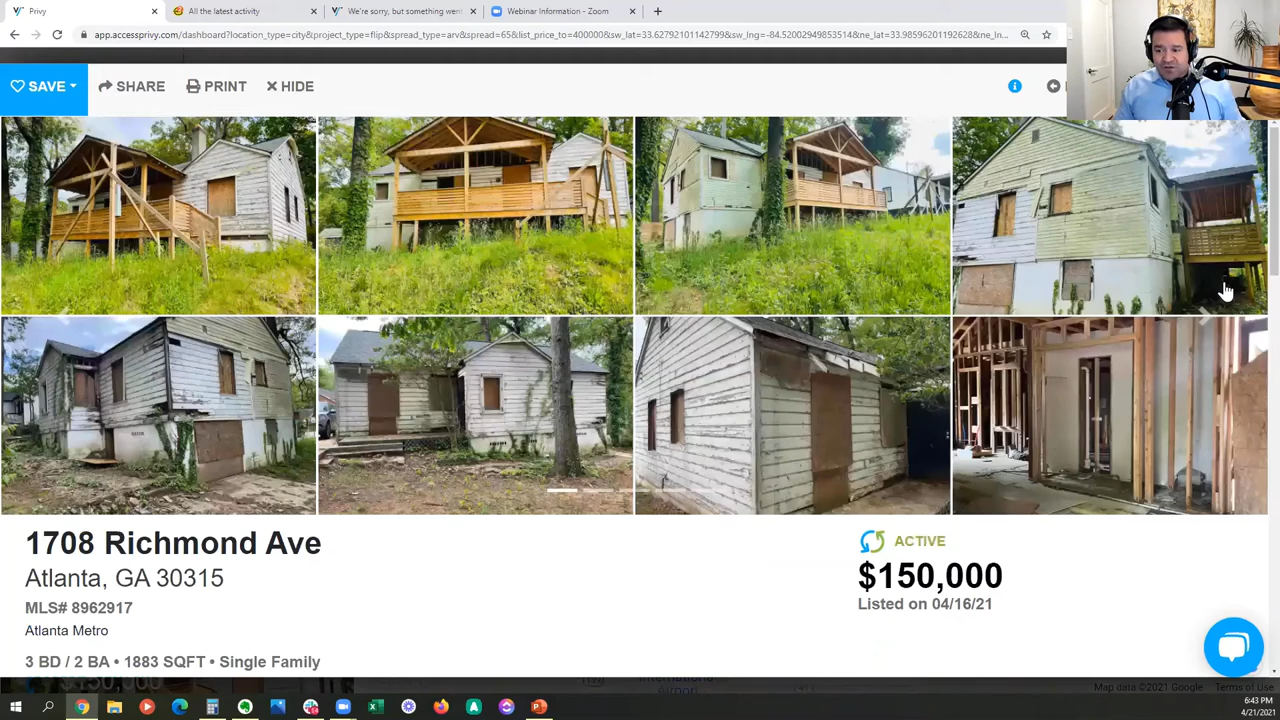 Privy
All the latest activity
We're sorry, but something went
Webinar Information - Zoom
app.accessprivy.com/dashboard?location_type=city&project_type=flip&spread_type=arv&spread=65&list_price_to=400000&sw_lat=33.62792101142799&sw_lng=-84.52002949853514&ne_lat=33.98596201192628&ne_ln...
SAVE
SHARE
PRINT
HIDE
1708 Richmond Ave
ACTIVE
Atlanta, GA 30315
$150,000
MLS# 8962917
Listed on 04/16/21
Atlanta Metro
3 BD / 2 BA • 1883 SQFT • Single Family
$150,000
International
Airport
Map data ©2021 Google
Terms of Use
6:43 PM
4/21/2021